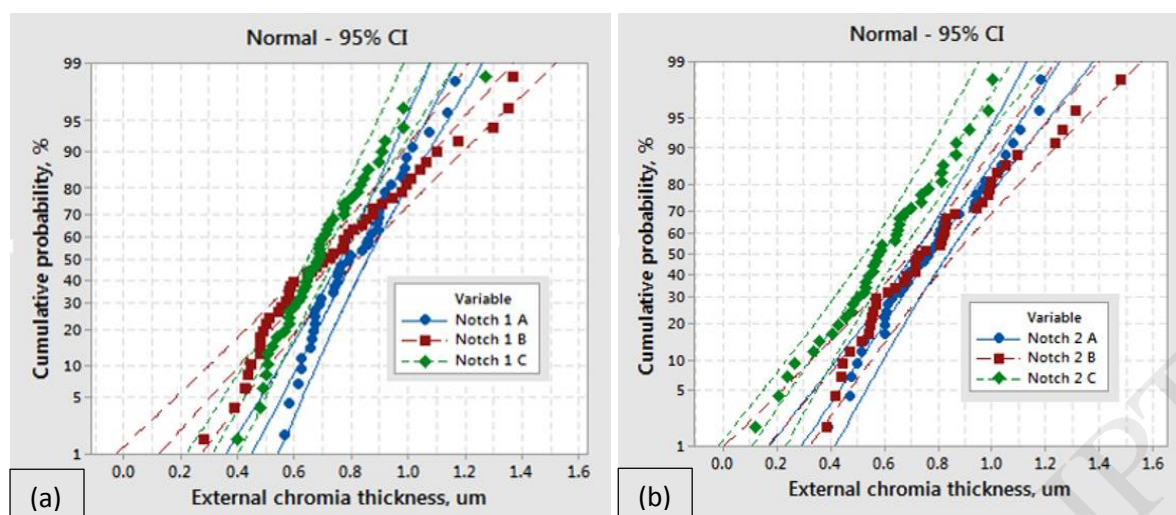 Normal - 95% CI
Cumulative probability, %
99
95
90
80
70
60
50
40
30
20
10
5
1
Variable
Notch 1 A
Notch 1 B
Notch 1 C
0.0 0.2 0.4 0.6 0.8 1.0 1.2 1.4 1.6
External chromia thickness, um
(a)
Normal - 95% CI
Cumulative probability, %
99
95
90
80
70
60
50
40
30
20
10
5
1
Variable
Notch 2 A
Notch 2 B
Notch 2 C
0.0 0.2 0.4 0.6 0.8 1.0 1.2 1.4 1.6
External chromia thickness, um
(b)